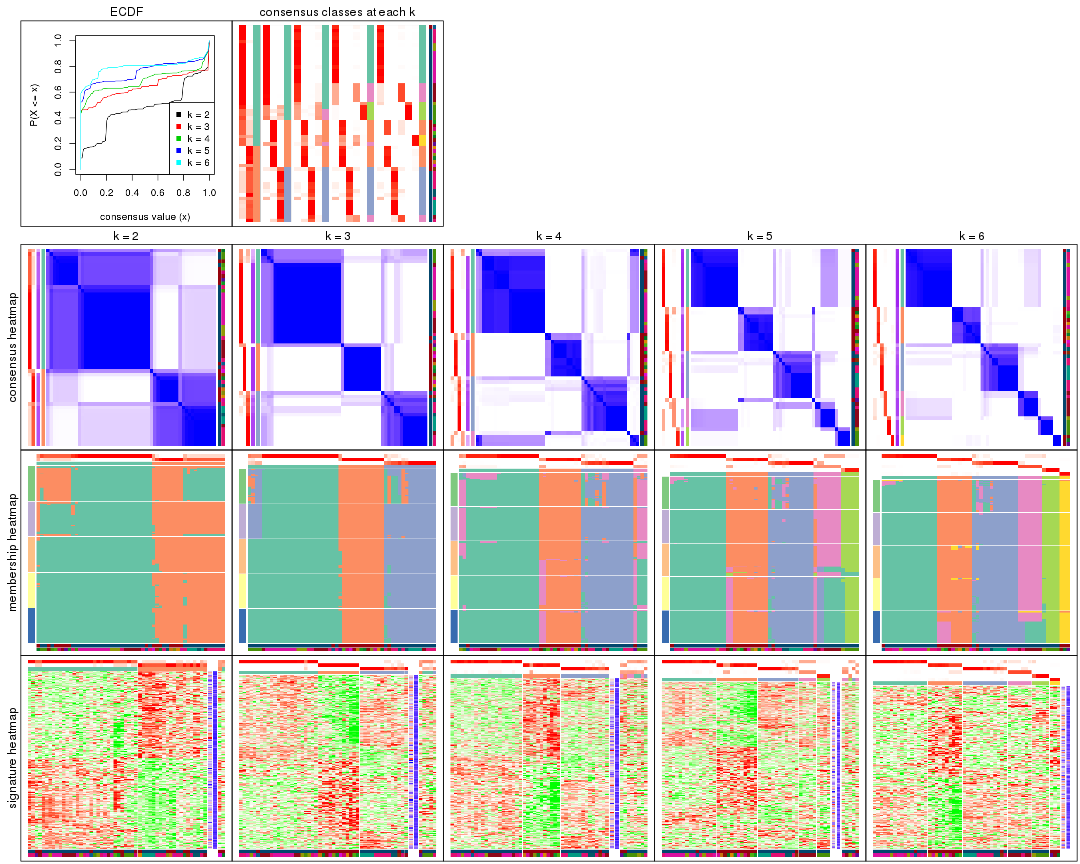 ECDF
consensus classes at each k
P(X <= x)
0.0 0.2 0.4 0.6 0.8 1.0
k = 2
k = 3
k = 4
k = 5
k = 6
0.0 0.2 0.4 0.6 0.8 1.0
consensus value (x)
k = 2
k = 3
k = 4
k = 5
k = 6
consensus heatmap
membership heatmap
signature heatmap